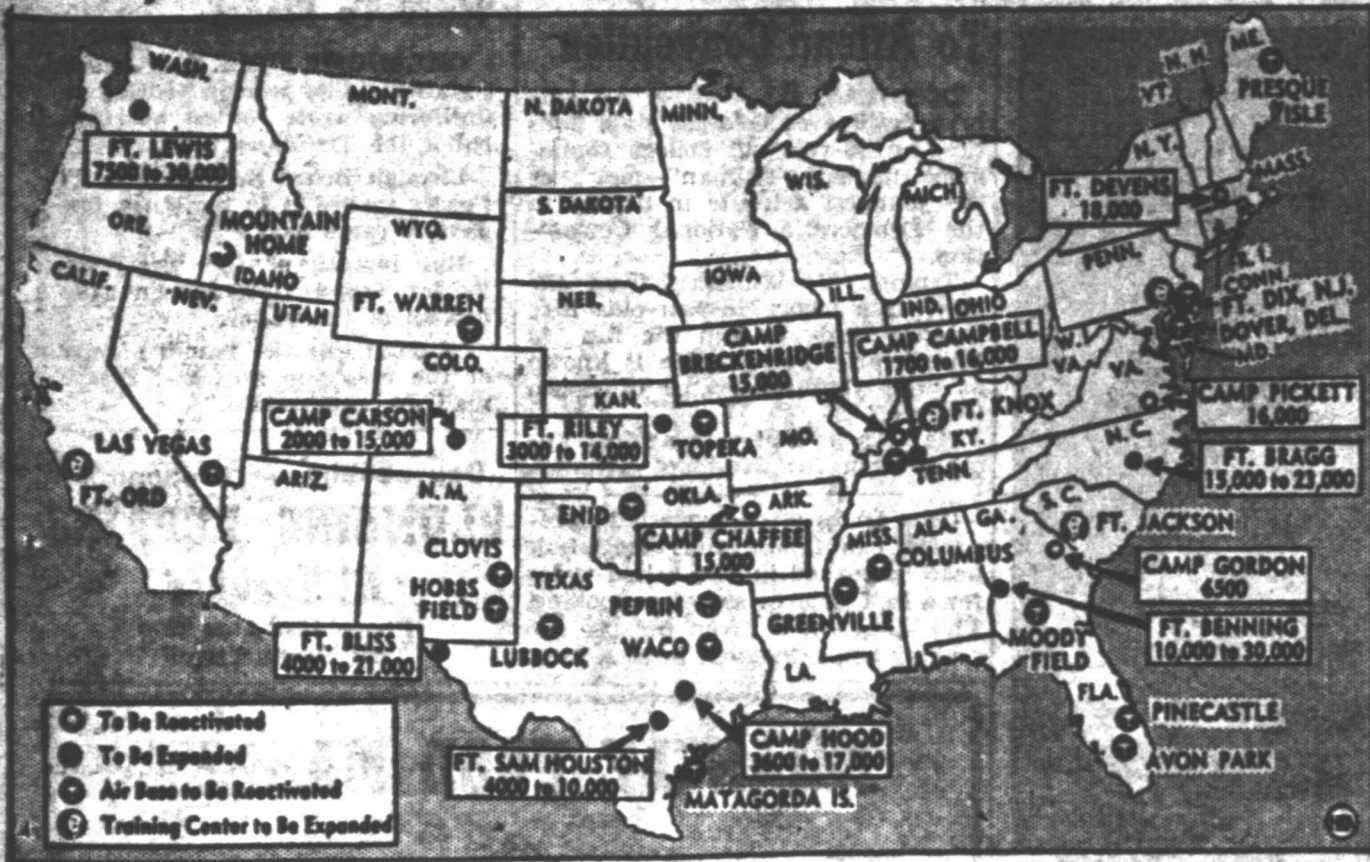 WASH.
FT. LEWIS
7500 to 30,000
ORE.
MOUNTAIN
HOME
IDAHO
MONT.
N. DAKOTA
MINN.
S. DAKOTA
WYO.
FT. WARREN
NEB.
IOWA
WIS.
MICH.
ILL.
IND.
OHIO
N. H.
VT.
ME.
PRESQUE
ISLE
N. Y.
MASS.
FT. DEVENS
18,000
PENN.
R. I.
CONN.
FT. DIX, N.J.
DOVER, DEL.
MD.
W.
VA.
VA.
CALIF.
NEV.
UTAH
COLO.
CAMP CARSON
2000 to 15,000
KAN.
FT. RILEY
3000 to 14,000
TOPEKA
MO.
CAMP
BRECKENRIDGE
15,000
CAMP CAMPBELL
1700 to 16,000
FT. KNOX
KY.
TENN.
CAMP PICKETT
16,000
N. C.
FT. BRAGG
15,000 to 23,000
LAS VEGAS
FT. ORD
ARIZ.
N. M.
CLOVIS
HOBBS
FIELD
ENID
OKLA.
ARK.
CAMP CHAFFEE
15,000
TEXAS
PERRIN
WACO
LUBBOCK
MISS.
ALA.
GA.
COLUMBUS
GREENVILLE
S. C.
FT. JACKSON
CAMP GORDON
6500
FT. BENNING
10,000 to 30,000
MOODY
FIELD
LA.
FLA.
PINECASTLE
AVON PARK
FT. BLISS
4000 to 21,000
FT. SAM HOUSTON
4000 to 10,000
CAMP HOOD
3600 to 17,000
MATAGORDA IS.
To Be Reactivated
To Be Expanded
Air Base to Be Reactivated
Training Center to Be Expanded